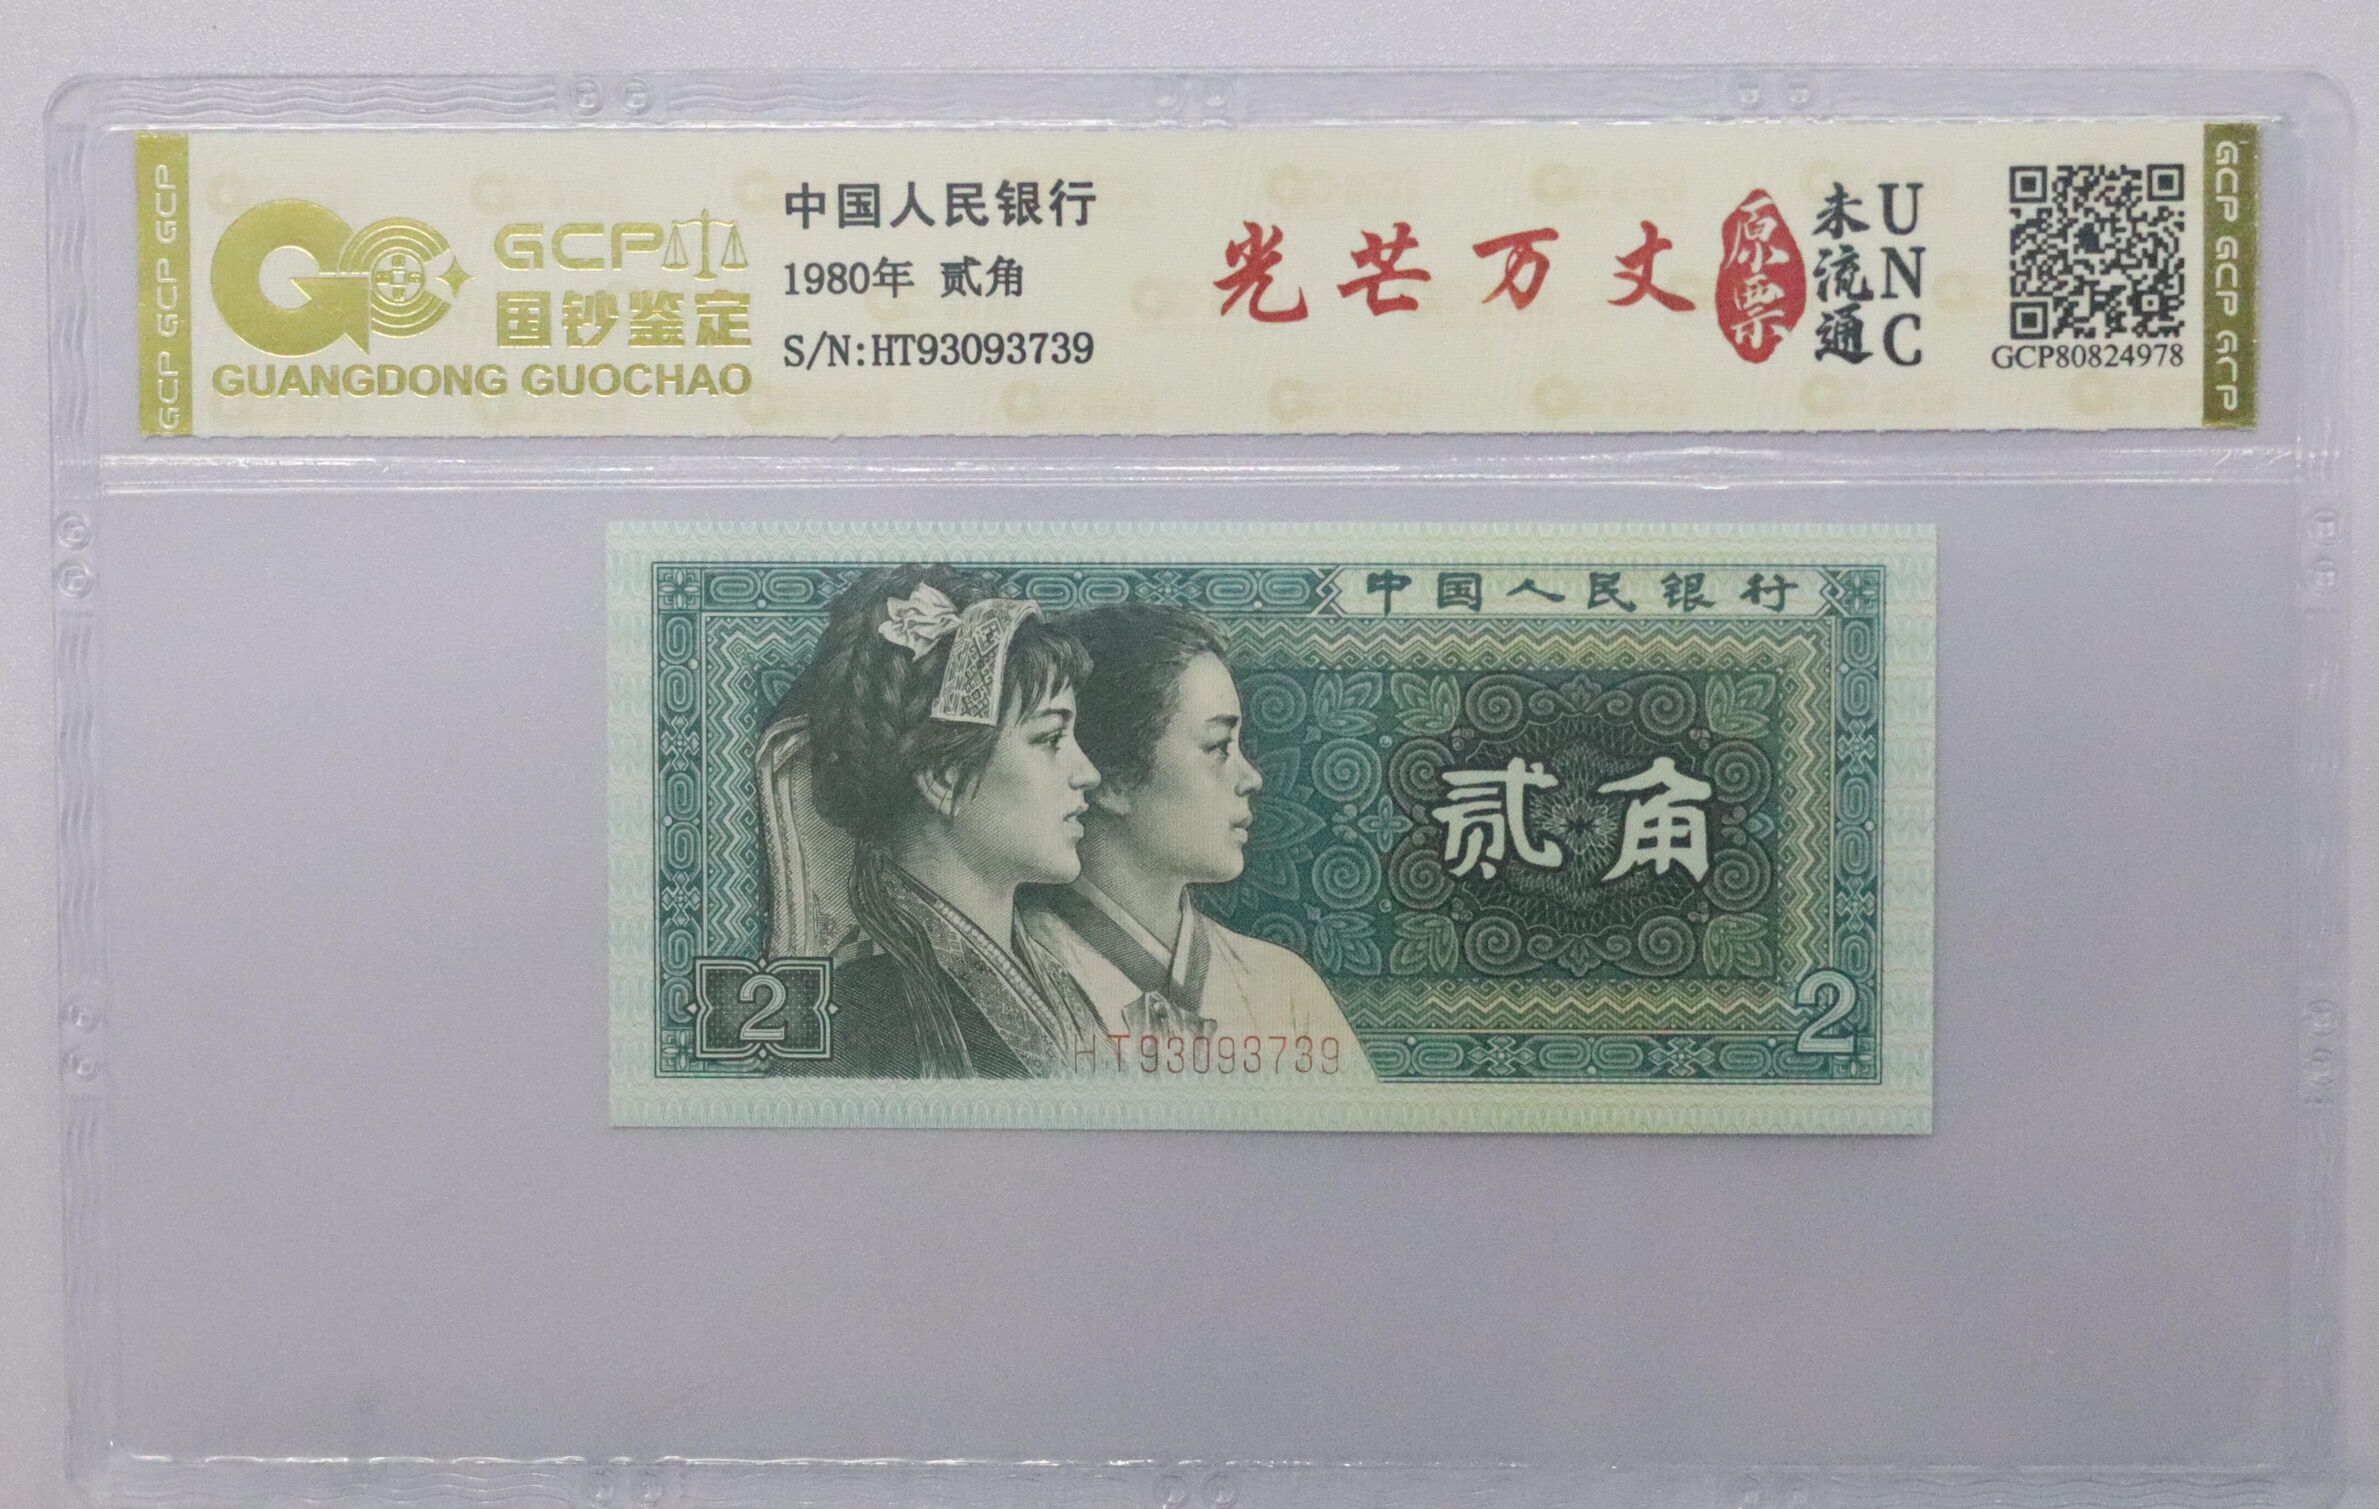 GCP GCP GCP
GCP
国钞鉴定
GUANGDONG GUOCHAO
中国人民银行
1980年 贰角
S/N:HT93093739
光芒万丈
原票
未流通
UNC
GCP80824978
GCP GCP GCP
中国人民银行
贰角
2
HT93093739
2